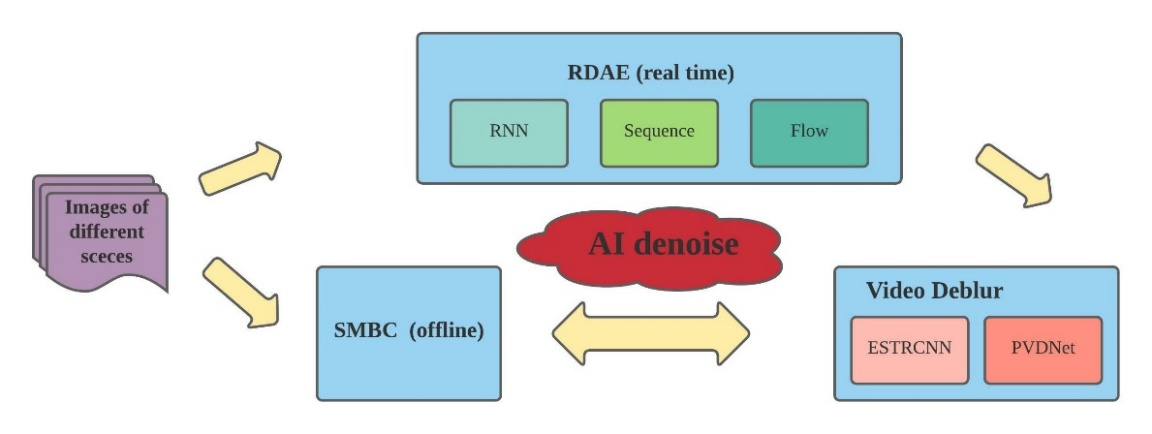 RDAE (real time)
RNN
Sequence
Flow
Images of
different
sceces
AI denoise
SMBC (offline)
Video Deblur
ESTRCNN
PVDNet